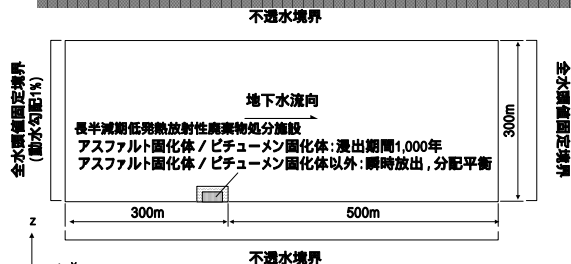 不透水境界
全水頭値固定境界
(動水勾配1%)
地下水流向
長半減期低発熱放射性廃棄物処分施設
アスファルト固化体 / ビチューメン固化体:浸出期間1,000年
アスファルト固化体 / ビチューメン固化体以外:瞬時放出,分配平衡
300m
全水頭値固定境界
300m
500m
z
不透水境界